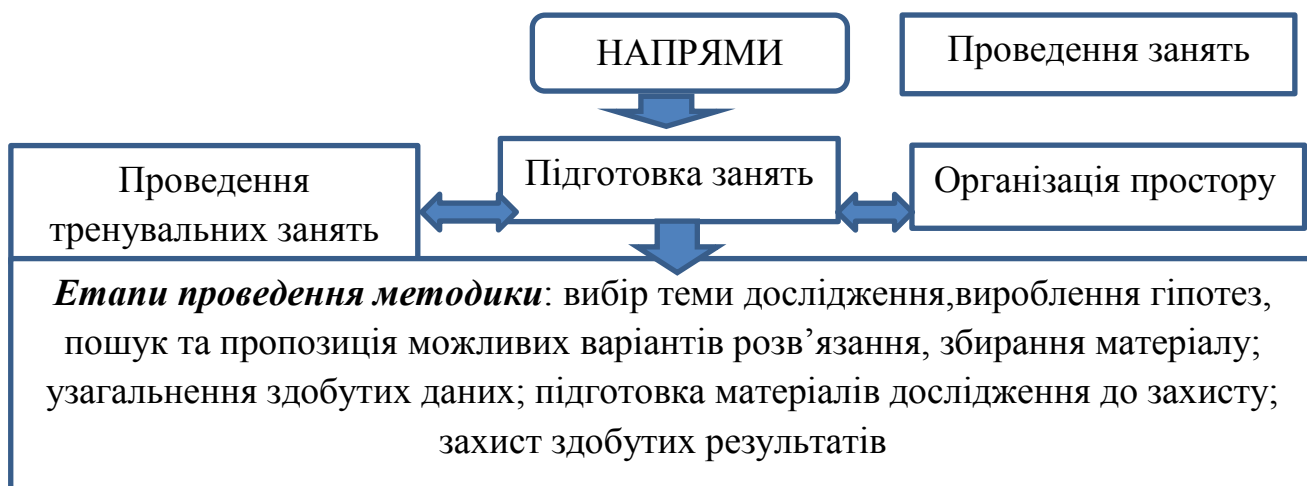 НАПРЯМИ
Проведення занять
Проведення
тренувальних занять
Підготовка занять
Організація простору
Етапи проведення методики: вибір теми дослідження,вироблення гіпотез,
пошук та пропозиція можливих варіантів розв’язання, збирання матеріалу;
узагальнення здобутих даних; підготовка матеріалів дослідження до захисту;
захист здобутих результатів